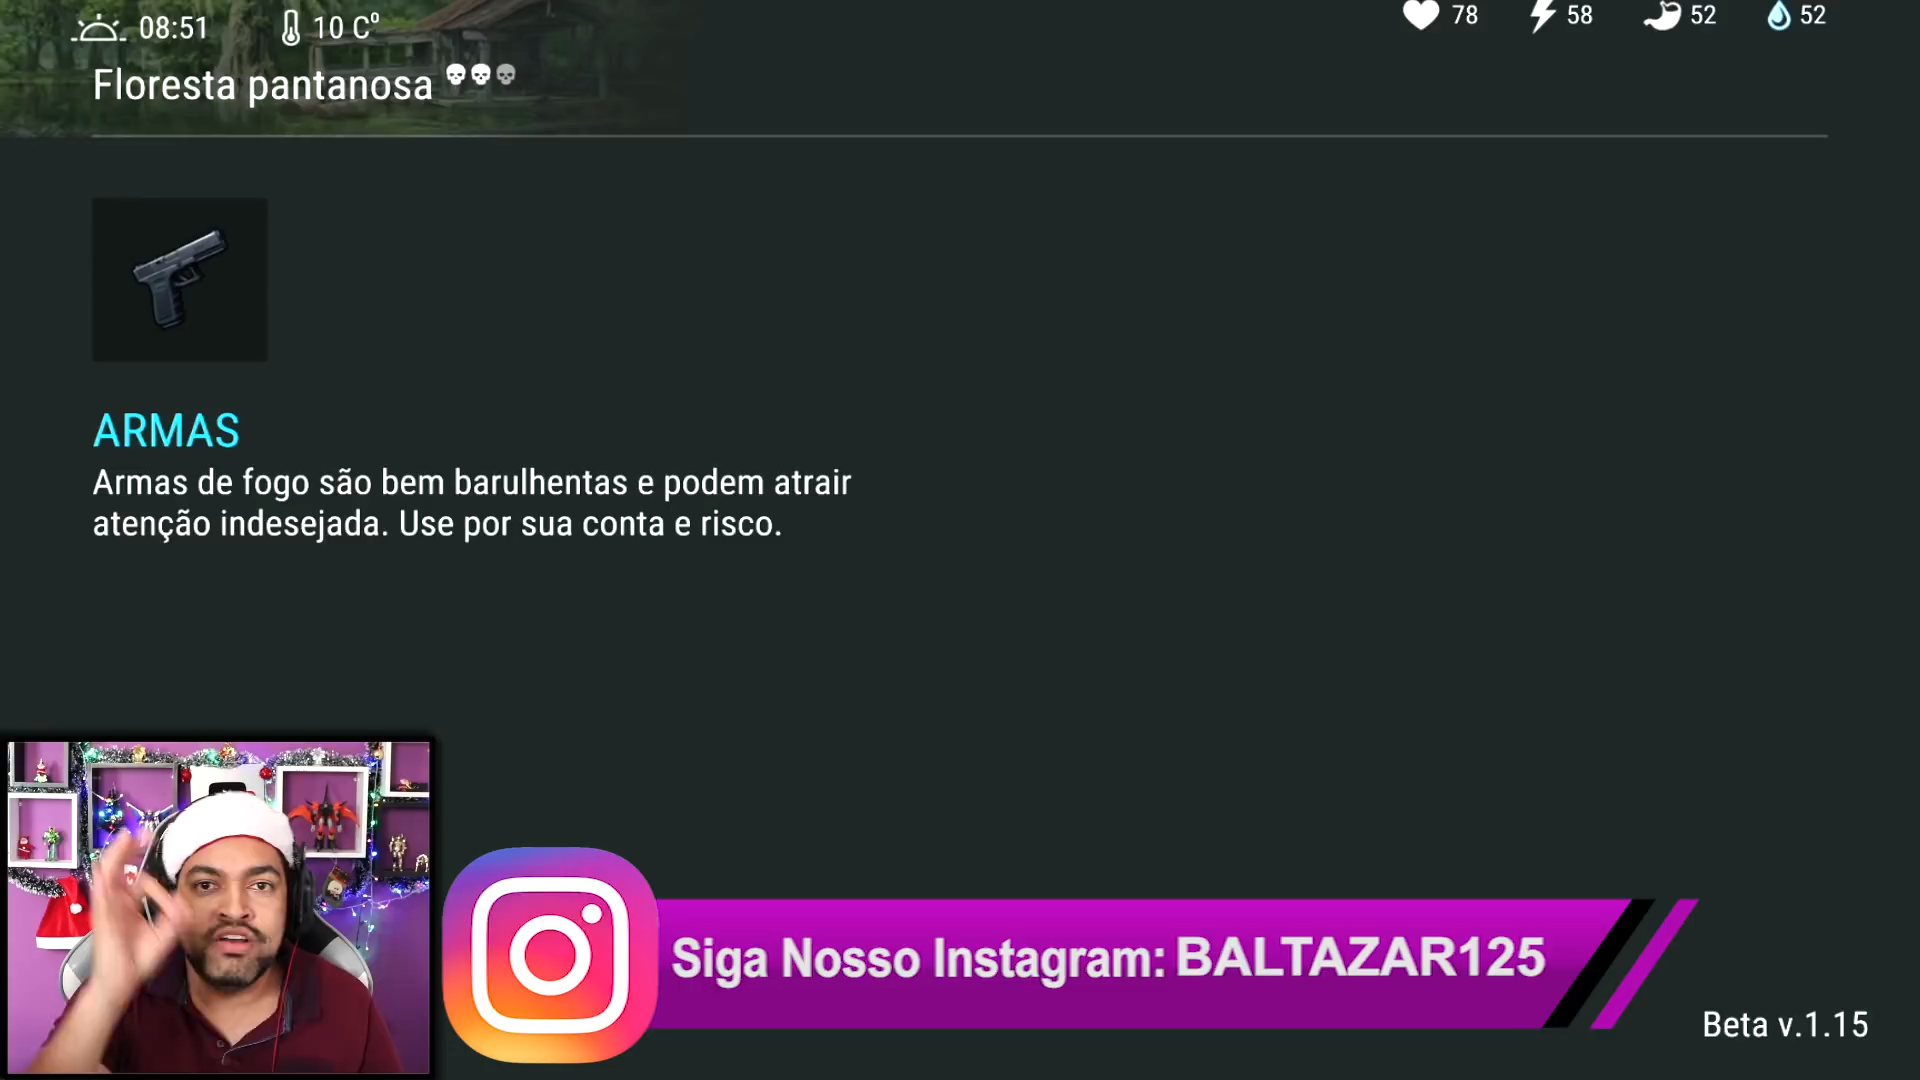 08:51
10 Cº
78
58
52
52
Floresta pantanosa
ARMAS
Armas de fogo são bem barulhentas e podem atrair
atenção indesejada. Use por sua conta e risco.
Siga Nosso Instagram: BALTAZAR125
Beta v.1.15